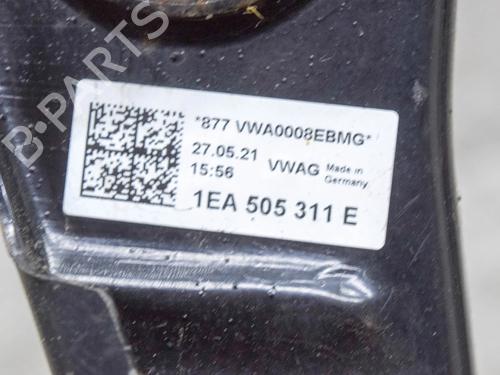 B-PARTS
*877 VWA0008EBMG*
27.05.21
15:56
VWAG
Made in
Germany
1EA 505 311 E